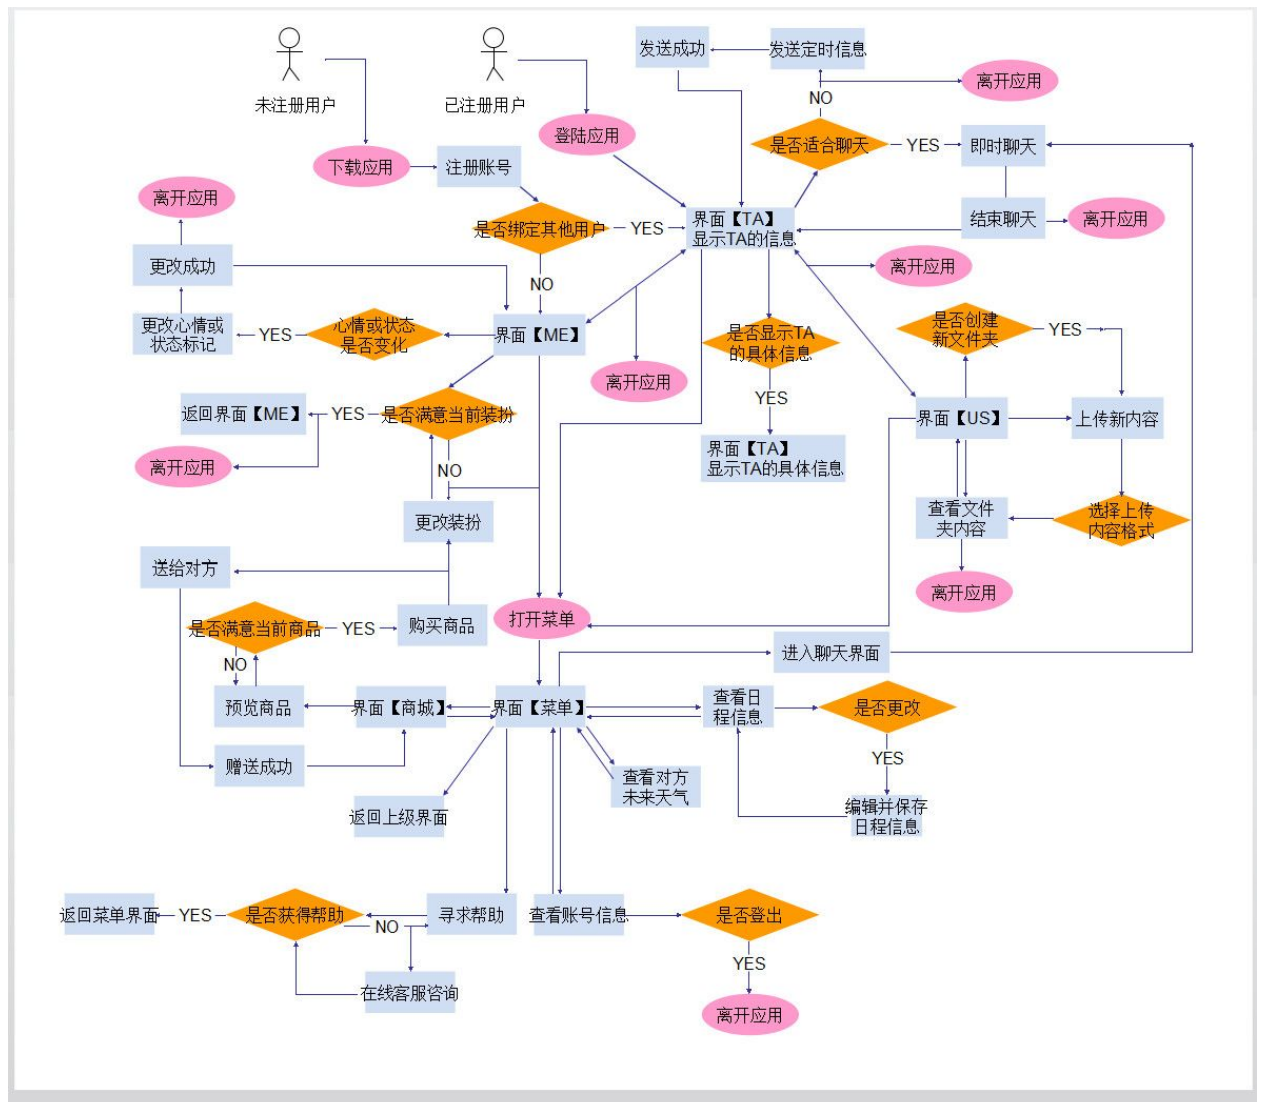 未注册用户
已注册用户
发送成功
发送定时信息
离开应用
NO
登陆应用
是否适合聊天
YES
即时聊天
下载应用
注册账号
离开应用
是否绑定其他用户
YES
界面【TA】
显示TA的信息
结束聊天
离开应用
更改成功
离开应用
NO
更改心情或
状态标记
YES
心情或状态
是否变化
界面【ME】
是否显示TA
的具体信息
是否创建
新文件夹
YES
离开应用
YES
返回界面【ME】
YES
是否满意当前装扮
界面【US】
上传新内容
离开应用
NO
界面【TA】
显示TA的具体信息
更改装扮
查看文件
夹内容
选择上传
内容格式
送给对方
离开应用
是否满意当前商品
YES
购买商品
打开菜单
NO
进入聊天界面
预览商品
界面【商城】
界面【菜单】
查看日
程信息
是否更改
赠送成功
YES
查看对方
未来天气
返回上级界面
编辑并保存
日程信息
返回菜单界面
YES
是否获得帮助
NO
寻求帮助
查看账号信息
是否登出
YES
在线客服咨询
离开应用